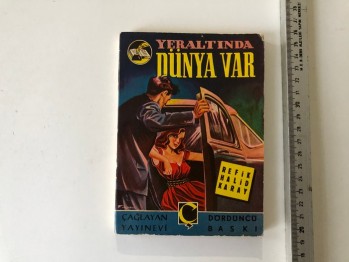 YERALTINDA
DÜNYA VAR
REFİK
HALİD
KARAY
ÇAĞLAYAN
YAYINEVİ
Ç
DÖRDÜNCÜ
BASKI